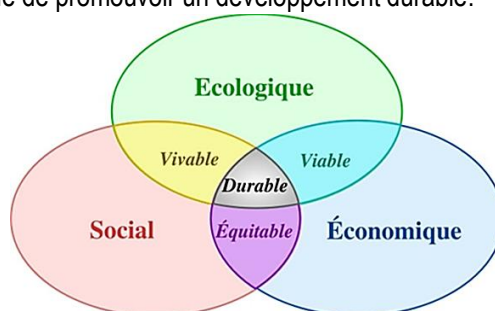 de promouvoir un développement durable.
Ecologique
Vivable
Viable
Durable
Social
Équitable
Économique